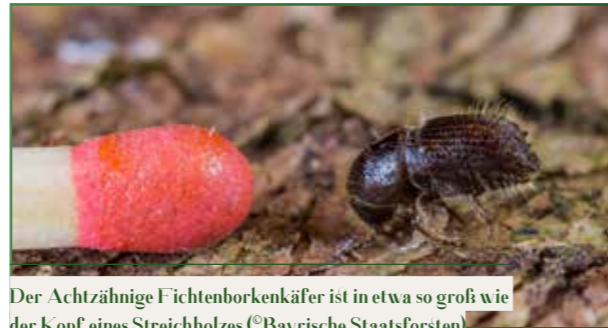 Der Achtzähnige Fichtenborkenkäfer ist in etwa so groß wie
der Kopf eines Streichholzes (©Bayrische Staatsforsten)